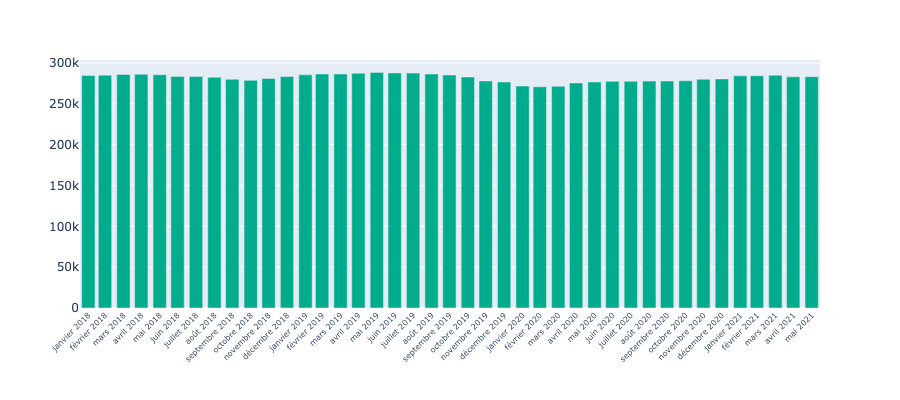 300k
250k
200k
150k
100k
50k
0
janvier 2018
février 2018
mars 2018
avril 2018
mai 2018
juin 2018
juillet 2018
août 2018
septembre 2018
octobre 2018
novembre 2018
décembre 2018
janvier 2019
février 2019
mars 2019
avril 2019
mai 2019
juin 2019
juillet 2019
août 2019
septembre 2019
octobre 2019
novembre 2019
décembre 2019
janvier 2020
février 2020
mars 2020
avril 2020
mai 2020
juin 2020
juillet 2020
août 2020
septembre 2020
octobre 2020
novembre 2020
décembre 2020
janvier 2021
février 2021
mars 2021
avril 2021
mai 2021